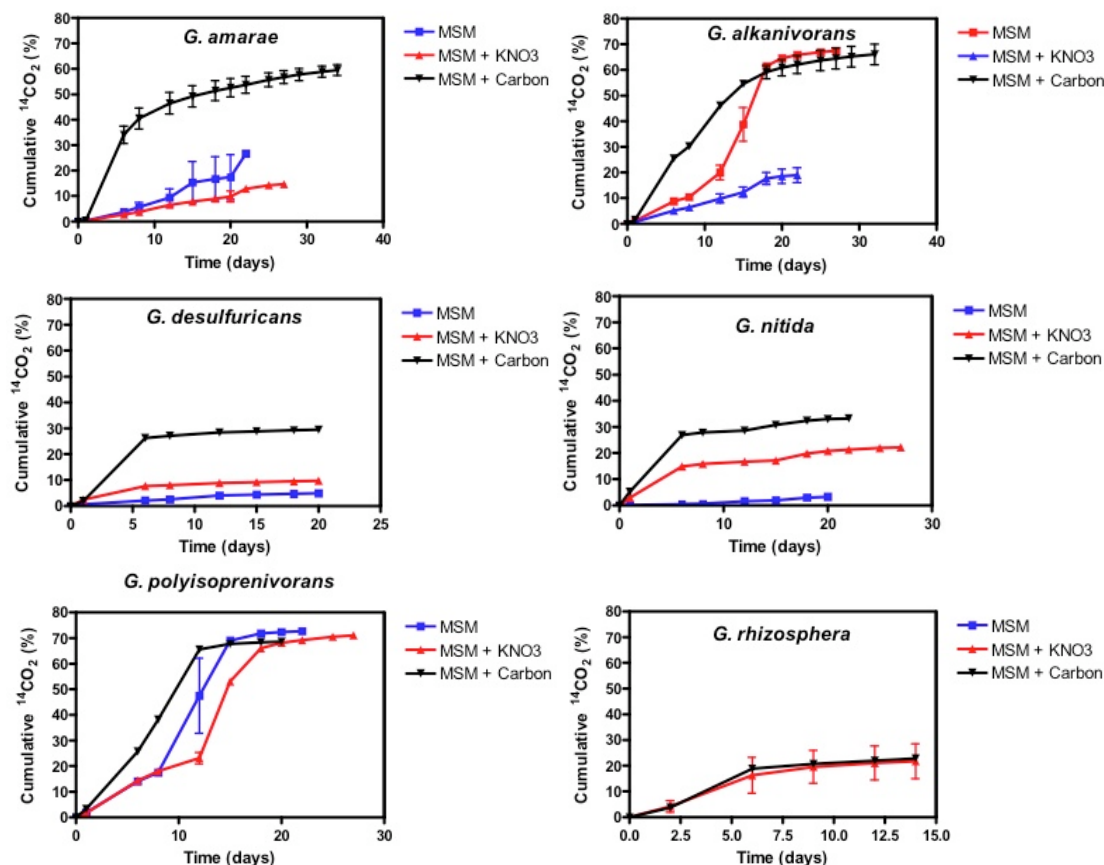 G. amarae
Cumulative ¹⁴CO₂ (%)
80
70
60
50
40
30
20
10
0
0 10 20 30 40
Time (days)
MSM
MSM + KNO3
MSM + Carbon
G. alkanivorans
Cumulative ¹⁴CO₂ (%)
80
70
60
50
40
30
20
10
0
0 10 20 30 40
Time (days)
MSM
MSM + KNO3
MSM + Carbon
G. desulfuricans
Cumulative ¹⁴CO₂ (%)
80
70
60
50
40
30
20
10
0
0 5 10 15 20 25
Time (days)
MSM
MSM + KNO3
MSM + Carbon
G. nitida
Cumulative ¹⁴CO₂ (%)
80
70
60
50
40
30
20
10
0
0 10 20 30
Time (days)
MSM
MSM + KNO3
MSM + Carbon
G. polyisoprenivorans
Cumulative ¹⁴CO₂ (%)
80
70
60
50
40
30
20
10
0
0 10 20 30
Time (days)
MSM
MSM + KNO3
MSM + Carbon
G. rhizosphera
Cumulative ¹⁴CO₂ (%)
80
70
60
50
40
30
20
10
0
0.0 2.5 5.0 7.5 10.0 12.5 15.0
Time (days)
MSM
MSM + KNO3
MSM + Carbon